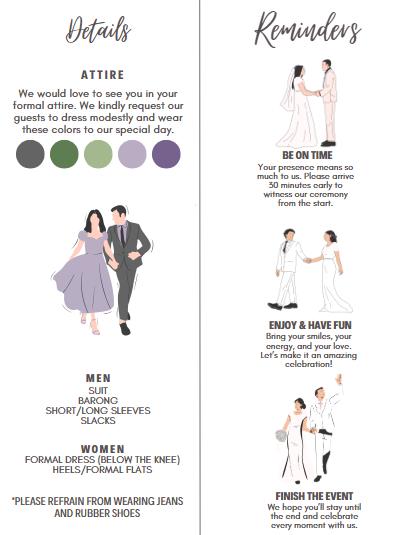 Details
ATTIRE
We would love to see you in your
formal attire. We kindly request our
guests to dress modestly and wear
these colors to our special day.
MEN
SUIT
BARONG
SHORT/LONG SLEEVES
SLACKS
WOMEN
FORMAL DRESS (BELOW THE KNEE)
HEELS/FORMAL FLATS
*PLEASE REFRAIN FROM WEARING JEANS
AND RUBBER SHOES
Reminders
BE ON TIME
Your presence means so
much to us. Please arrive
30 minutes early to
witness our ceremony
from the start.
ENJOY & HAVE FUN
Bring your smiles, your
energy, and your love.
Let's make it an amazing
celebration!
FINISH THE EVENT
We hope you'll stay until
the end and celebrate
every moment with us.